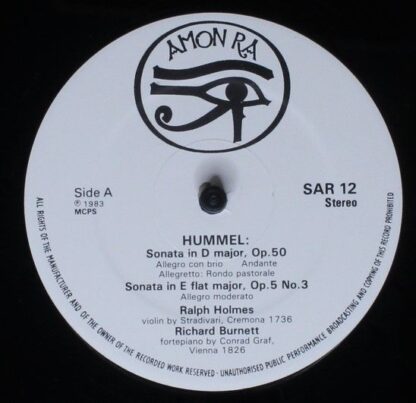 AMON RA
Side A
℗ 1983
MCPS
SAR 12
Stereo
HUMMEL:
Sonata in D major, Op.50
Allegro con brio Andante
Allegretto: Rondo pastorale
Sonata in E flat major, Op.5 No.3
Allegro moderato
Ralph Holmes
violin by Stradivari, Cremona 1736
Richard Burnett
fortepiano by Conrad Graf,
Vienna 1826
ALL RIGHTS OF THE MANUFACTURER AND OF THE OWNER OF THE RECORDED WORK RESERVED - UNAUTHORISED PUBLIC PERFORMANCE BROADCASTING AND COPYING OF THIS RECORD PROHIBITED